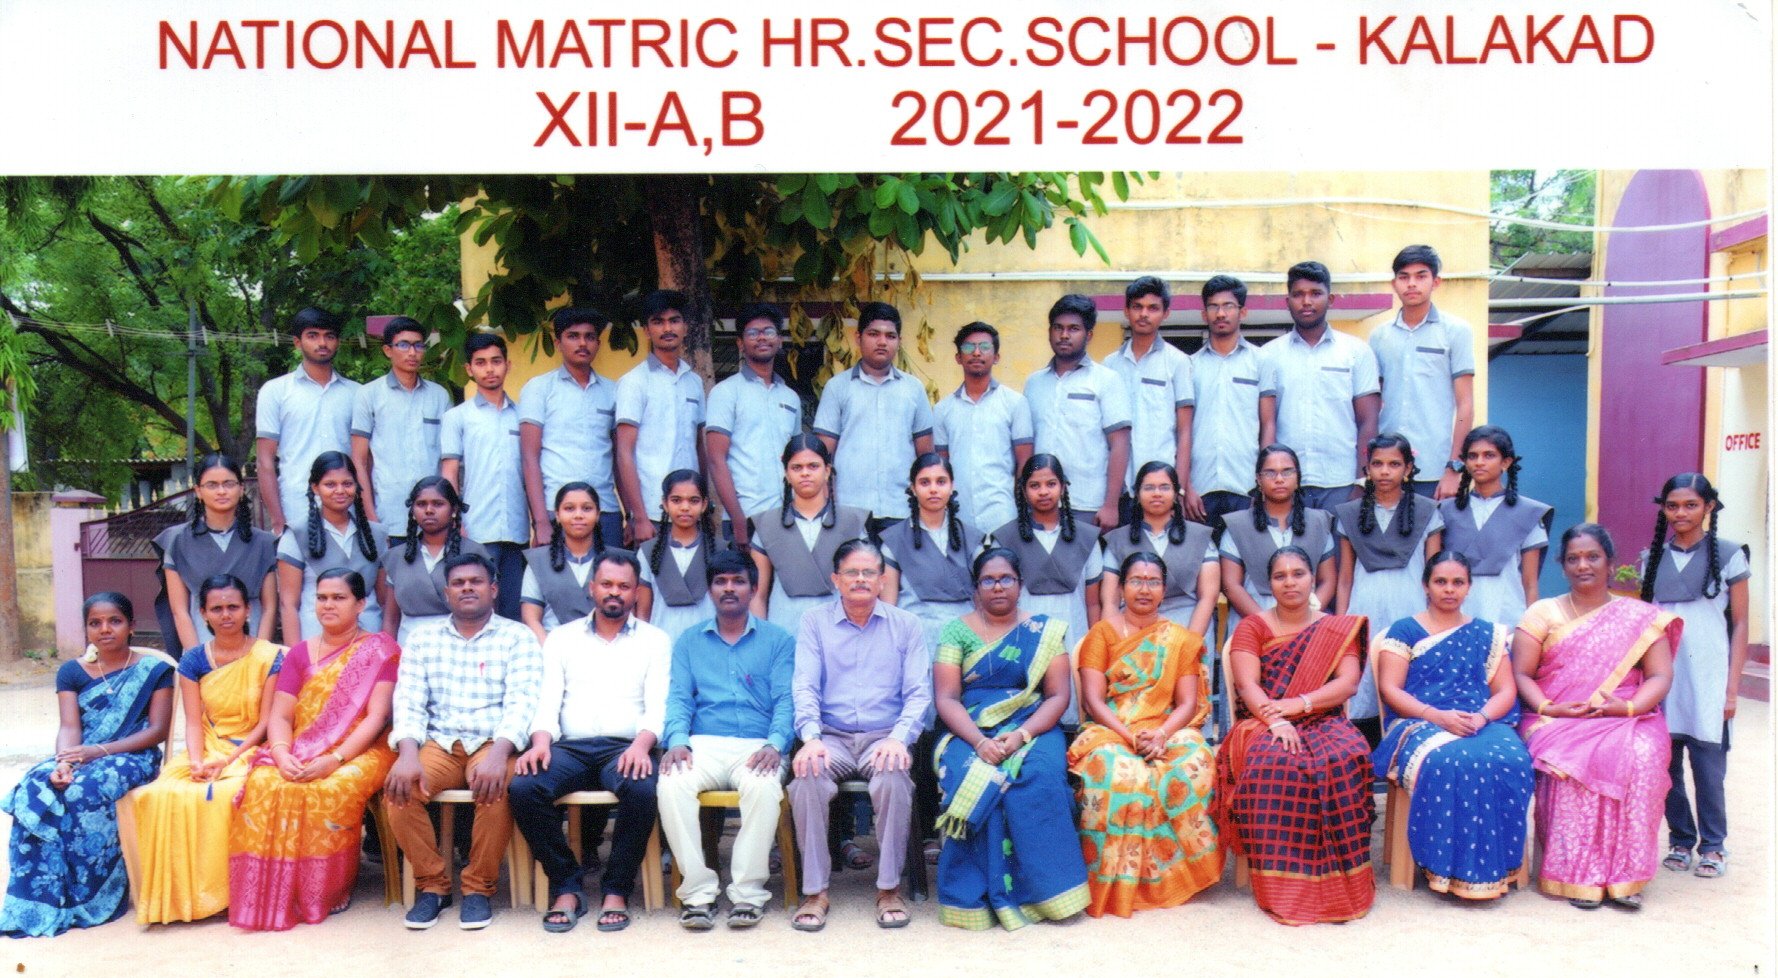 NATIONAL MATRIC HR.SEC.SCHOOL - KALAKAD
XII-A,B 2021-2022
OFFICE